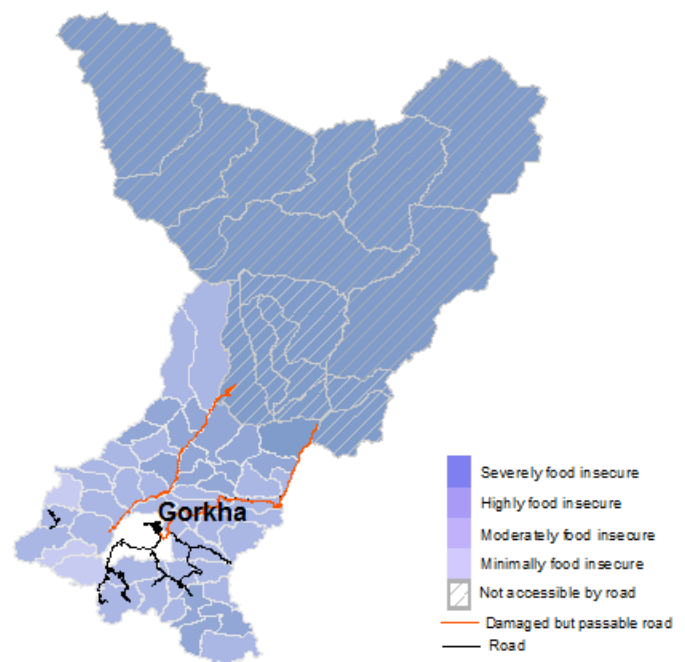 Gorkha
Severely food insecure
Highly food insecure
Moderately food insecure
Minimally food insecure
Not accessible by road
Damaged but passable road
Road